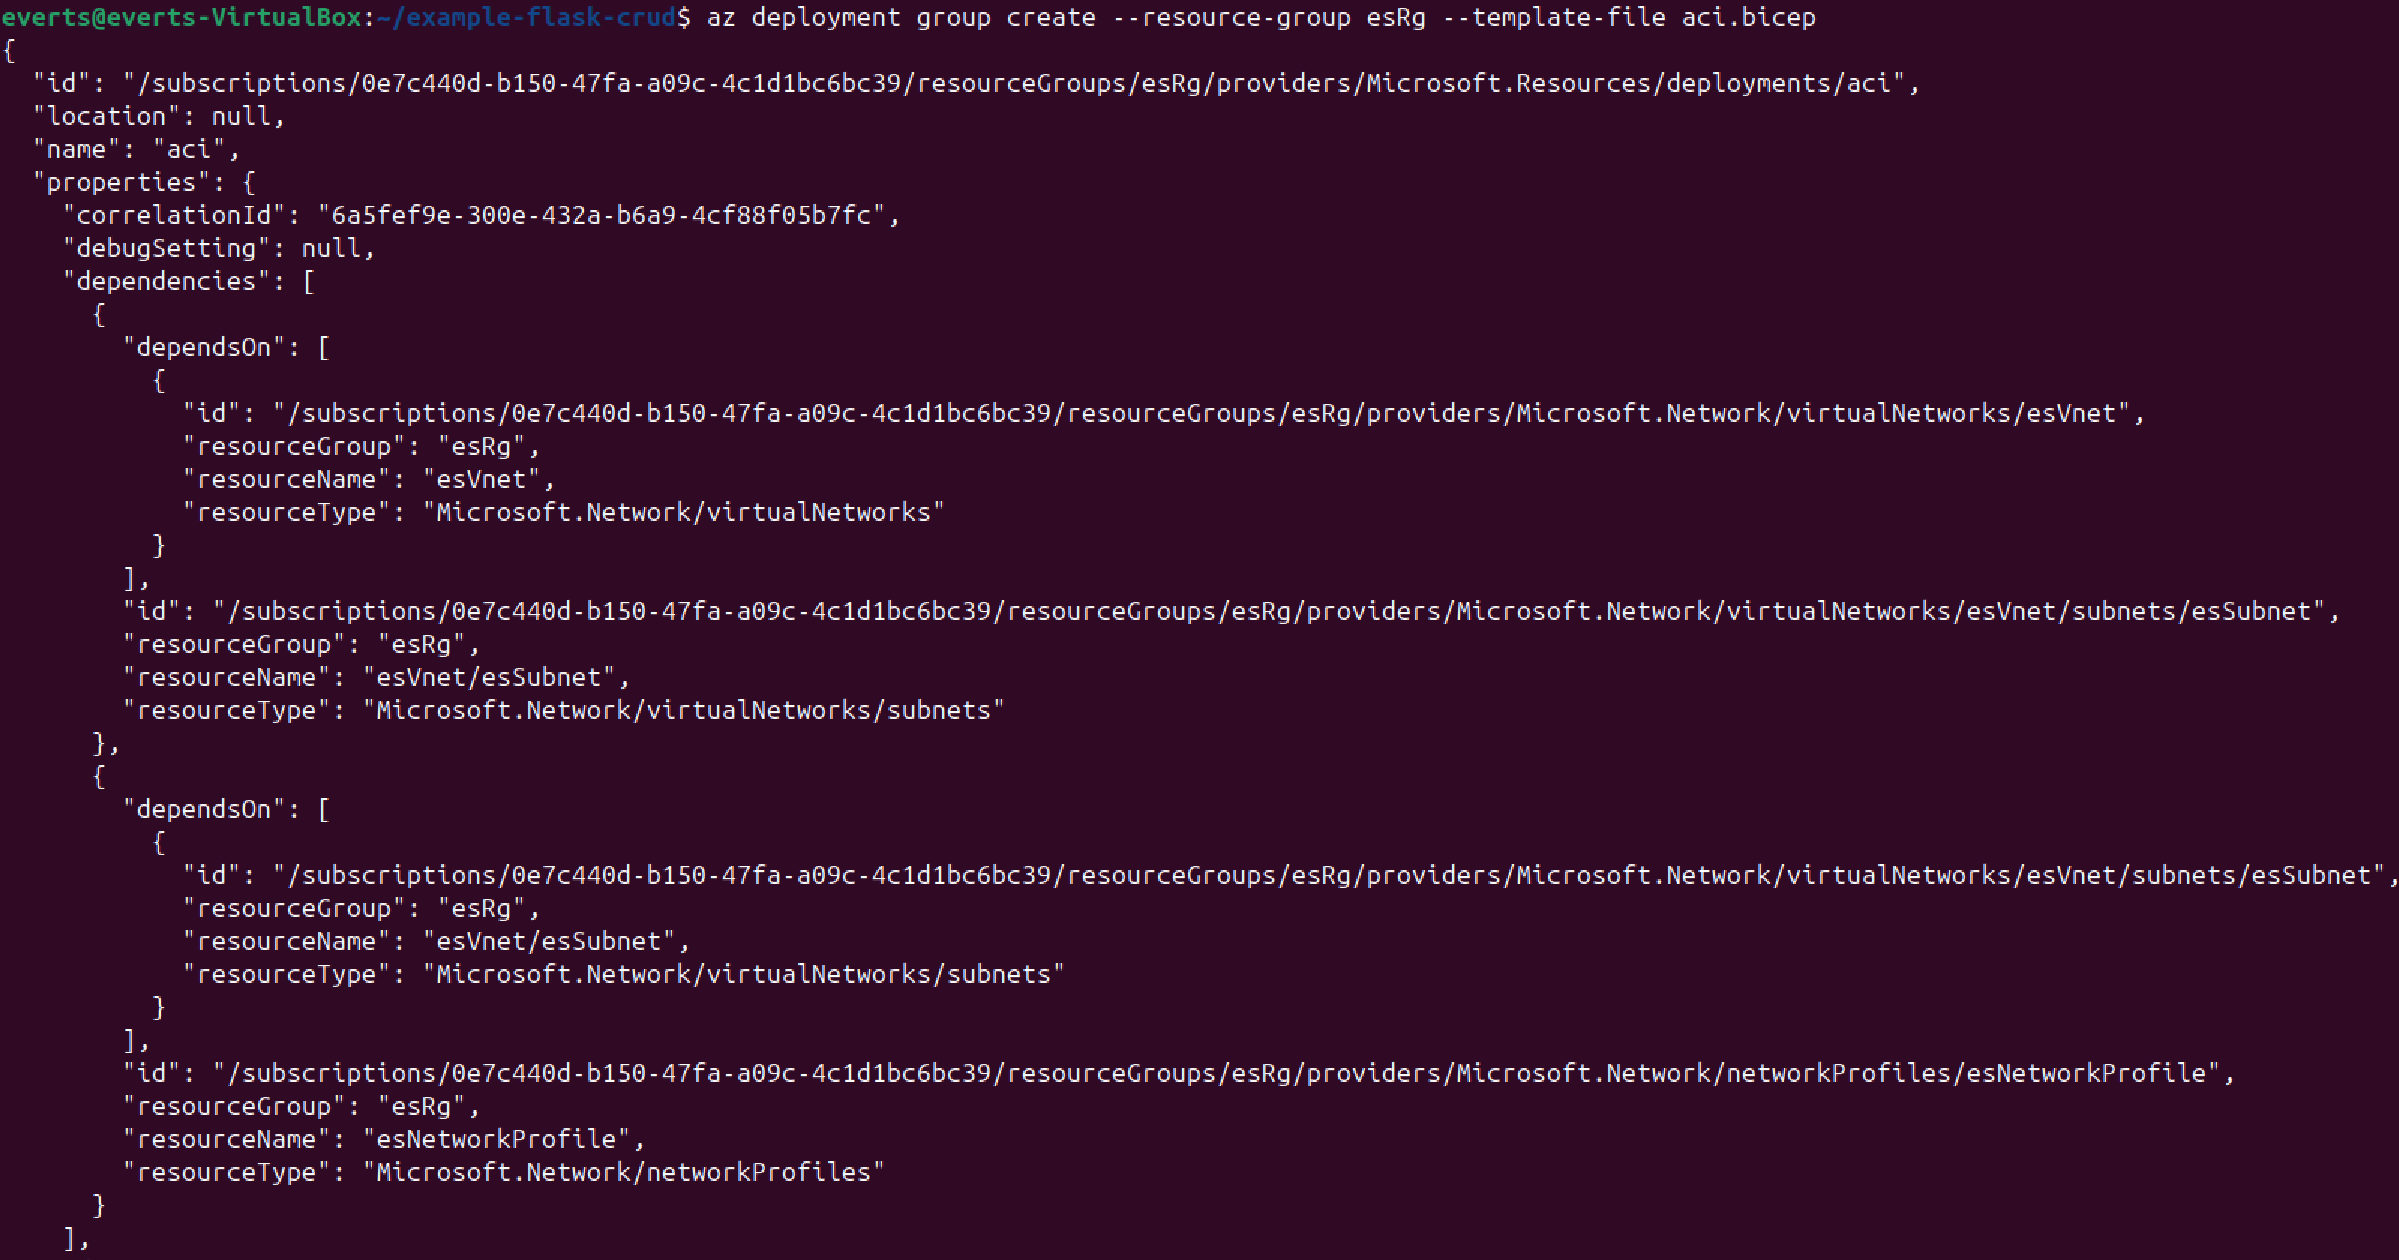 everts@everts-VirtualBox:~/example-flask-crud$ az deployment group create --resource-group esRg --template-file aci.bicep
{
  "id": "/subscriptions/0e7c440d-b150-47fa-a09c-4c1d1bc6bc39/resourceGroups/esRg/providers/Microsoft.Resources/deployments/aci",
  "location": null,
  "name": "aci",
  "properties": {
    "correlationId": "6a5fef9e-300e-432a-b6a9-4cf88f05b7fc",
    "debugSetting": null,
    "dependencies": [
      {
        "dependsOn": [
          {
            "id": "/subscriptions/0e7c440d-b150-47fa-a09c-4c1d1bc6bc39/resourceGroups/esRg/providers/Microsoft.Network/virtualNetworks/esVnet",
            "resourceGroup": "esRg",
            "resourceName": "esVnet",
            "resourceType": "Microsoft.Network/virtualNetworks"
          }
        ],
        "id": "/subscriptions/0e7c440d-b150-47fa-a09c-4c1d1bc6bc39/resourceGroups/esRg/providers/Microsoft.Network/virtualNetworks/esVnet/subnets/esSubnet",
        "resourceGroup": "esRg",
        "resourceName": "esVnet/esSubnet",
        "resourceType": "Microsoft.Network/virtualNetworks/subnets"
      },
      {
        "dependsOn": [
          {
            "id": "/subscriptions/0e7c440d-b150-47fa-a09c-4c1d1bc6bc39/resourceGroups/esRg/providers/Microsoft.Network/virtualNetworks/esVnet/subnets/esSubnet",
            "resourceGroup": "esRg",
            "resourceName": "esVnet/esSubnet",
            "resourceType": "Microsoft.Network/virtualNetworks/subnets"
          }
        ],
        "id": "/subscriptions/0e7c440d-b150-47fa-a09c-4c1d1bc6bc39/resourceGroups/esRg/providers/Microsoft.Network/networkProfiles/esNetworkProfile",
        "resourceGroup": "esRg",
        "resourceName": "esNetworkProfile",
        "resourceType": "Microsoft.Network/networkProfiles"
      }
    ],